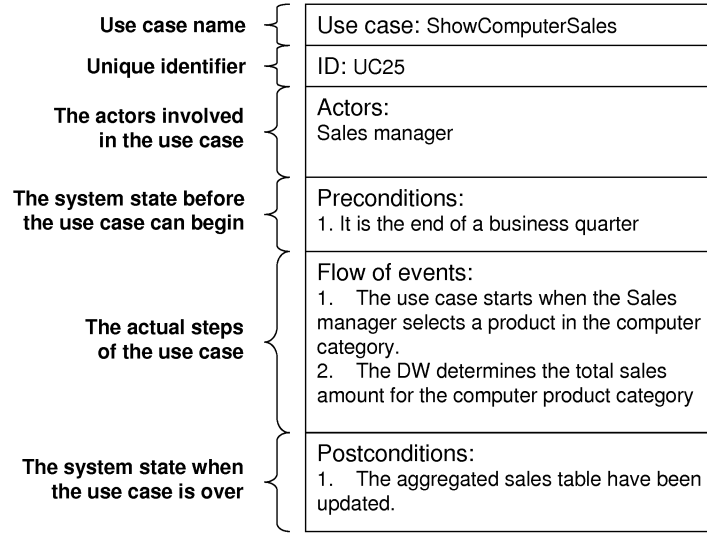 Use case name
Use case: ShowComputerSales
Unique identifier
ID: UC25
The actors involved
in the use case
Actors:
Sales manager
The system state before
the use case can begin
Preconditions:
1. It is the end of a business quarter
The actual steps
of the use case
Flow of events:
1. The use case starts when the Sales
manager selects a product in the computer
category.
2. The DW determines the total sales
amount for the computer product category
The system state when
the use case is over
Postconditions:
1. The aggregated sales table have been
updated.